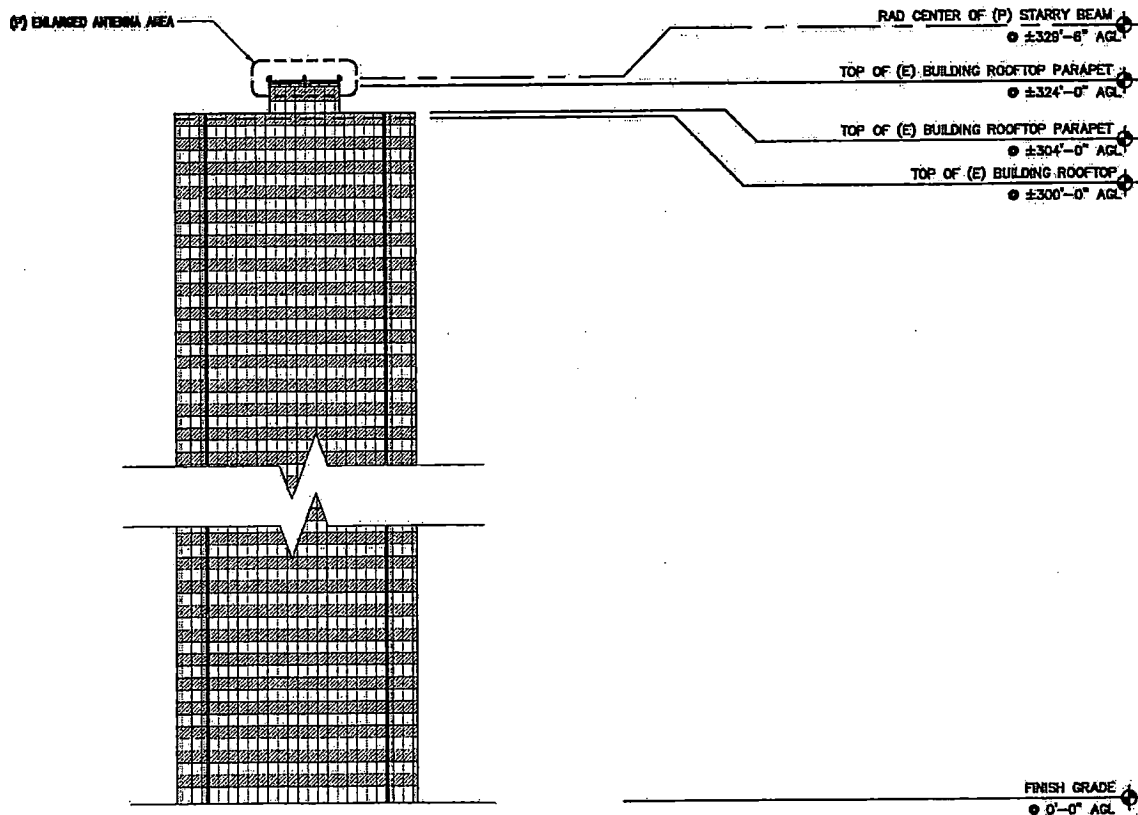 (P) ENLARGED ANTENNA AREA
RAD CENTER OF (P) STARRY BEAM
@ ±329'-6" AGL
TOP OF (E) BUILDING ROOFTOP PARAPET
@ ±324'-0" AGL
TOP OF (E) BUILDING ROOFTOP PARAPET
@ ±304'-0" AGL
TOP OF (E) BUILDING ROOFTOP
@ ±300'-0" AGL
FINISH GRADE
@ 0'-0" AGL